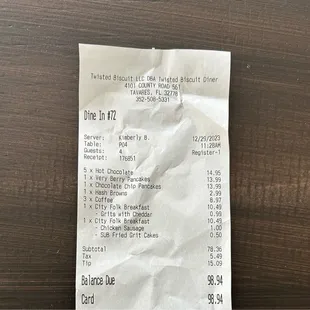 Twisted Biscuit LLC DBA Twisted Biscuit Diner
4101 COUNTY ROAD 561
TAVARES, FL 32778
352-508-5331
Dine In #72
Server: Kimberly B. 12/29/2023
Table: P04 11:28AM
Guests: 4 Register-1
Receipt: 176851
5 x Hot Chocolate 14.95
1 x Very Berry Pancakes 13.99
1 x Chocolate Chip Pancakes 13.99
1 x Hash Browns 2.99
3 x Coffee 8.97
1 x City Folk Breakfast 10.49
- Grits with Cheddar 0.99
1 x City Folk Breakfast 10.49
- Chicken Sausage 1.00
- SUB Fried Grit Cakes 0.50
Subtotal 78.36
Tax 5.49
Tip 15.09
Balance Due 98.94
Card 98.94